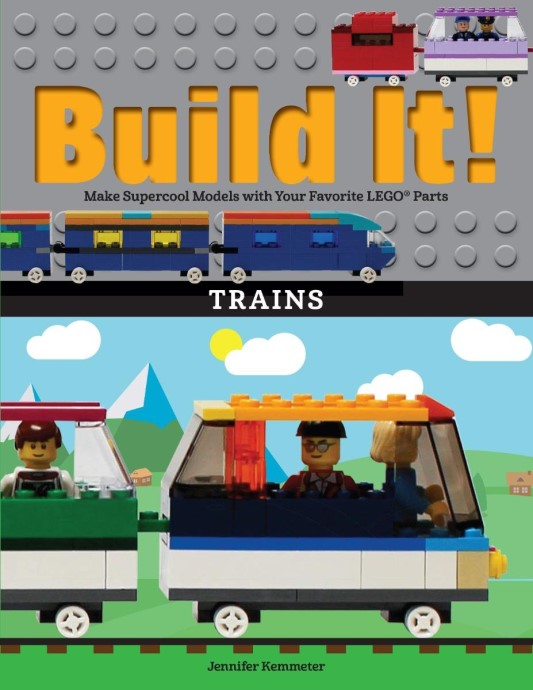 Build It!
Make Supercool Models with Your Favorite LEGO® Parts
TRAINS
Jennifer Kemmeter